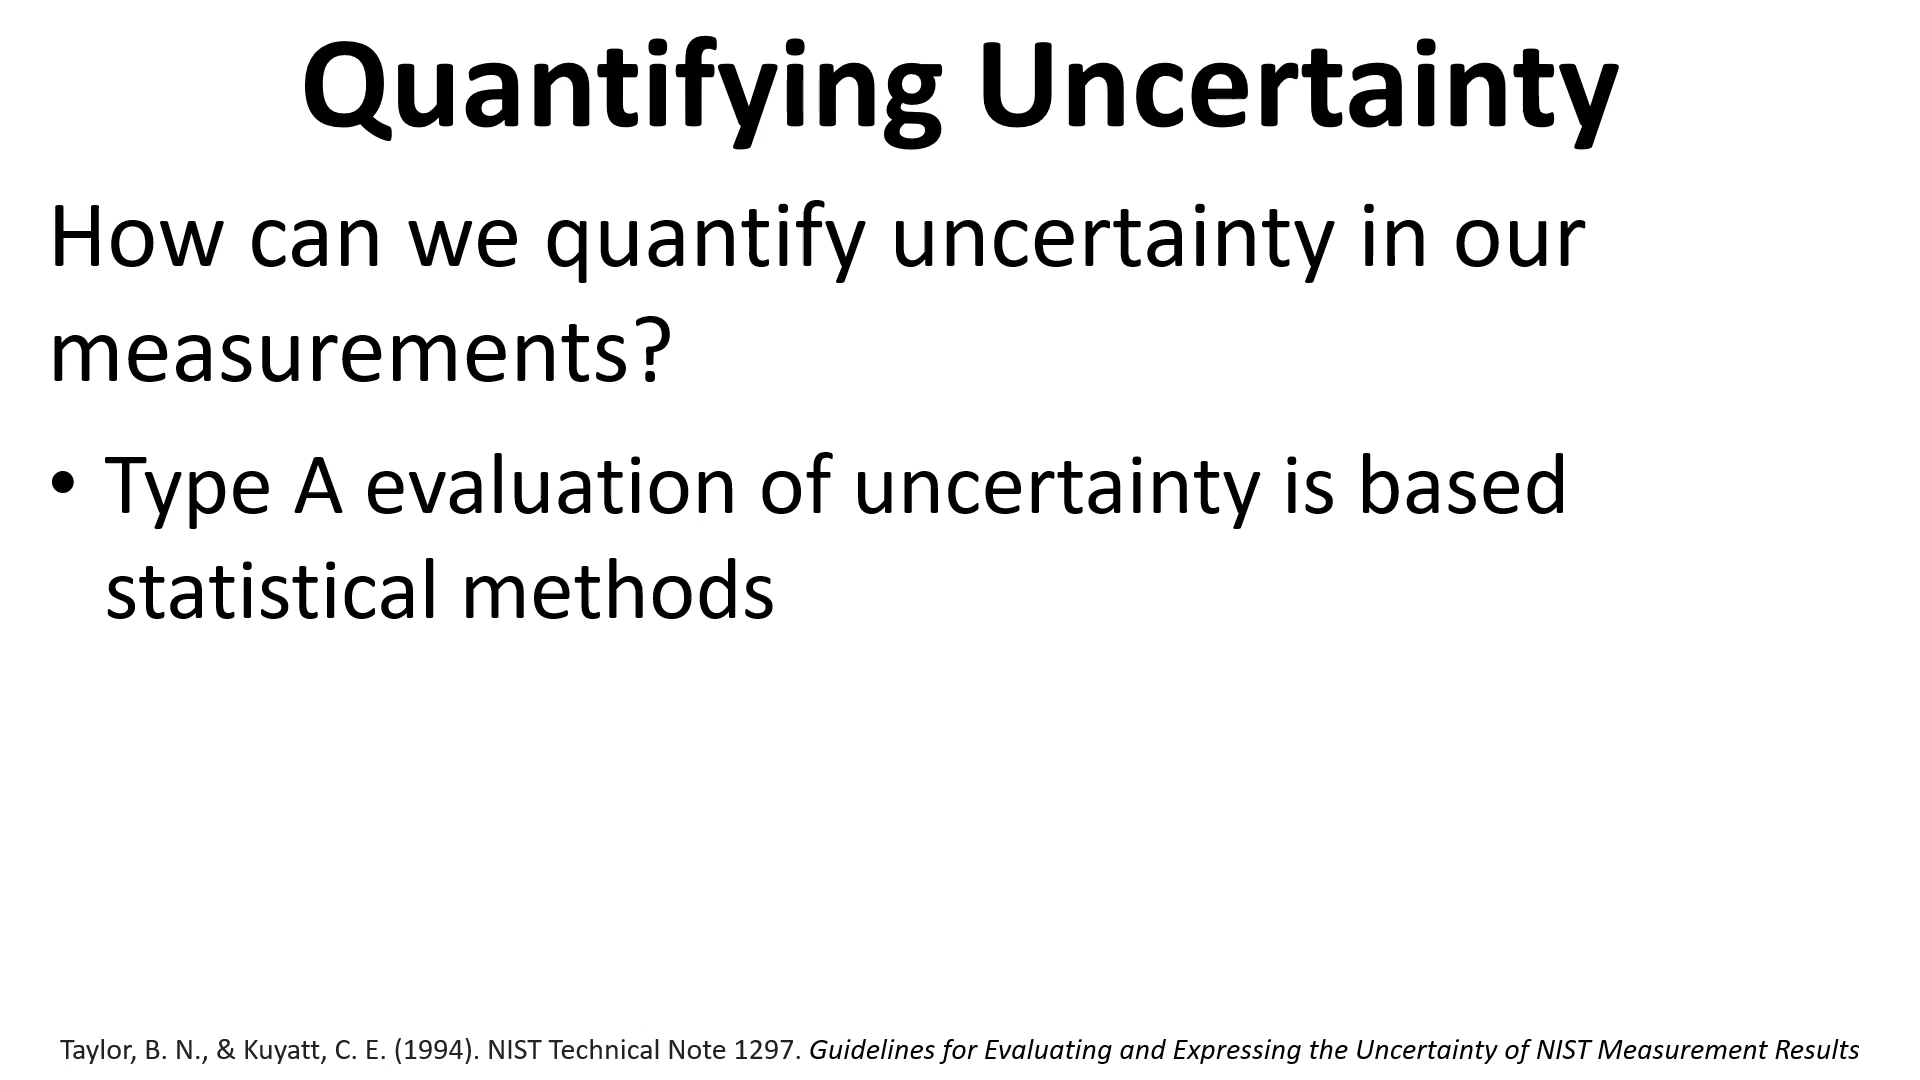 Quantifying Uncertainty
How can we quantify uncertainty in our
measurements?
• Type A evaluation of uncertainty is based
statistical methods
Taylor, B. N., & Kuyatt, C. E. (1994). NIST Technical Note 1297. Guidelines for Evaluating and Expressing the Uncertainty of NIST Measurement Results